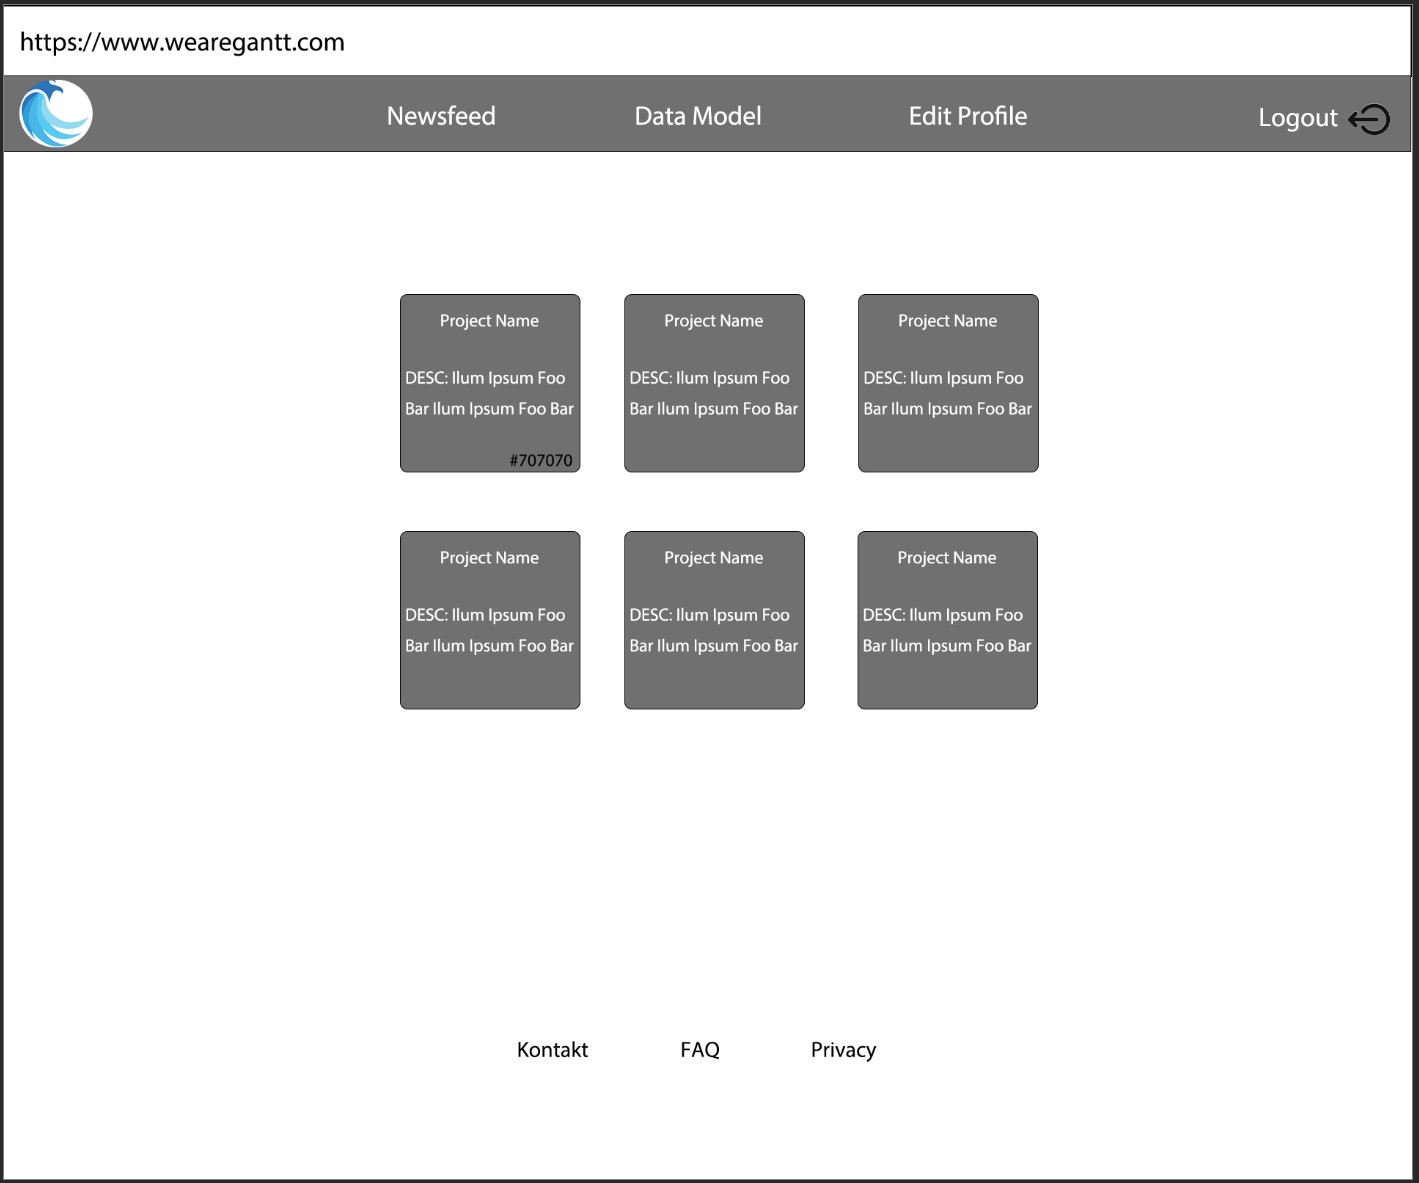 https://www.wearegantt.com
Newsfeed
Data Model
Edit Profile
Logout
Project Name
DESC: Ilum Ipsum Foo
Bar Ilum Ipsum Foo Bar
#707070
Project Name
DESC: Ilum Ipsum Foo
Bar Ilum Ipsum Foo Bar
Project Name
DESC: Ilum Ipsum Foo
Bar Ilum Ipsum Foo Bar
Project Name
DESC: Ilum Ipsum Foo
Bar Ilum Ipsum Foo Bar
Project Name
DESC: Ilum Ipsum Foo
Bar Ilum Ipsum Foo Bar
Project Name
DESC: Ilum Ipsum Foo
Bar Ilum Ipsum Foo Bar
Kontakt
FAQ
Privacy